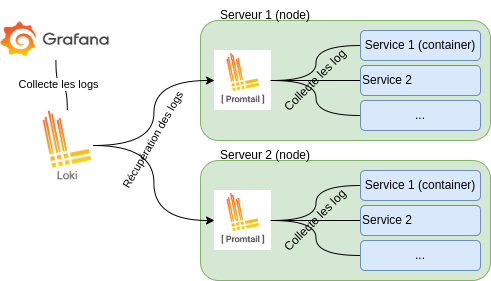 Grafana
Collecte les logs
Loki
Récuperation des logs
Serveur 1 (node)
[ Promtail ]
Collecte les log
Service 1 (container)
Service 2
...
Serveur 2 (node)
[ Promtail ]
Collecte les log
Service 1 (container)
Service 2
...